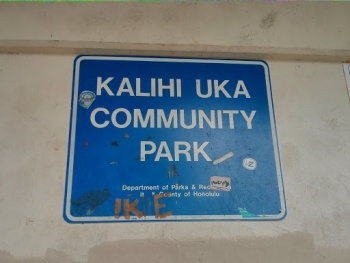 KALIHI UKA
COMMUNITY
PARK
Department of Parks & Rec
County of Honolulu
IKE